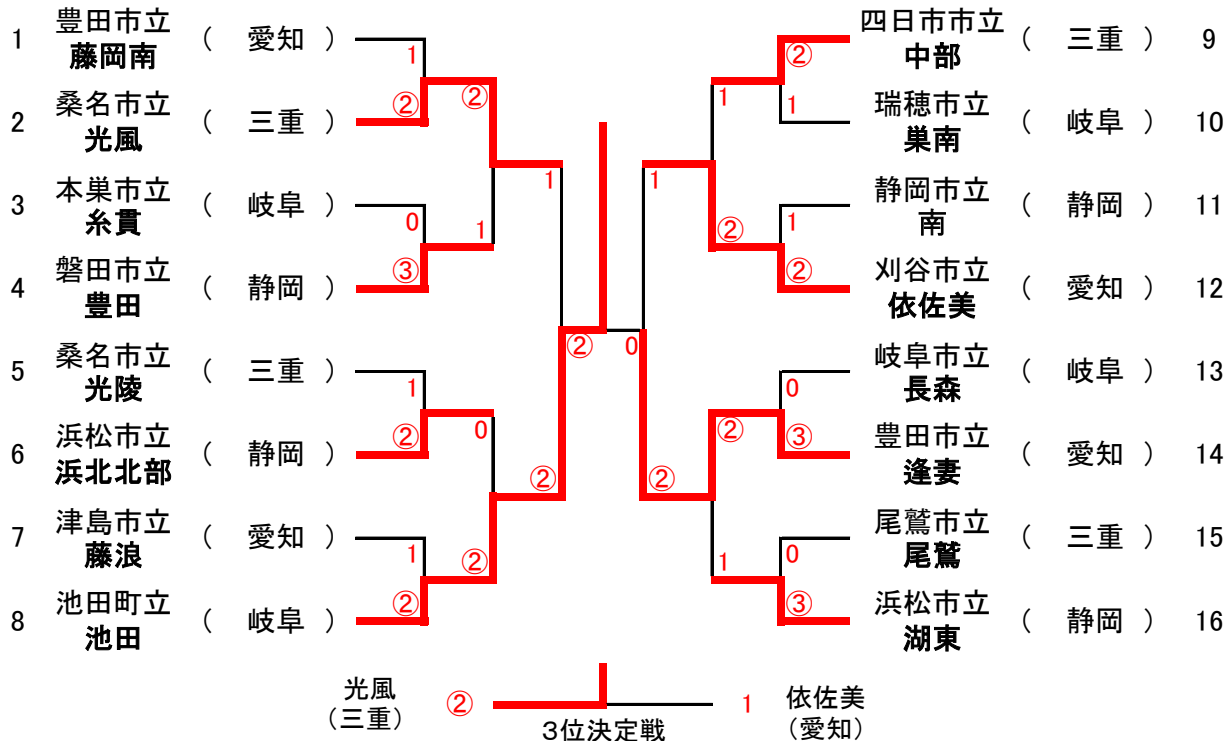 1 豊田市立 藤岡南 ( 愛知 ) 1
2 桑名市立 光風 ( 三重 ) ② ②
3 本巣市立 糸貫 ( 岐阜 ) 0
4 磐田市立 豊田 ( 静岡 ) ③ 1
1
5 桑名市立 光陵 ( 三重 ) 1
6 浜松市立 浜北北部 ( 静岡 ) ② 0
7 津島市立 藤浪 ( 愛知 ) 1
8 池田町立 池田 ( 岐阜 ) ② ②
②
② 0
四日市市立 中部 ( 三重 ) 9
② 1
瑞穂市立 巣南 ( 岐阜 ) 10
1
静岡市立 南 ( 静岡 ) 11
1 ②
刈谷市立 依佐美 ( 愛知 ) 12
②
1
岐阜市立 長森 ( 岐阜 ) 13
0 ②
豊田市立 逢妻 ( 愛知 ) 14
③
②
尾鷲市立 尾鷲 ( 三重 ) 15
0 1
浜松市立 湖東 ( 静岡 ) 16
③
光風 ② 1 依佐美
(三重) (愛知)
3位決定戦